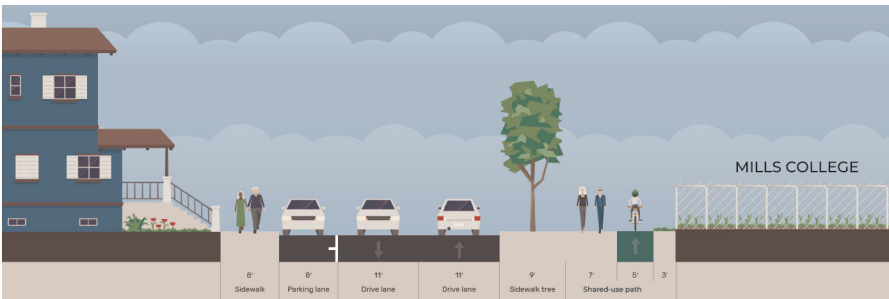 MILLS COLLEGE
8' 8' 11' 11' 9' 7' 5' 3'
Sidewalk Parking lane Drive lane Drive lane Sidewalk tree Shared-use path